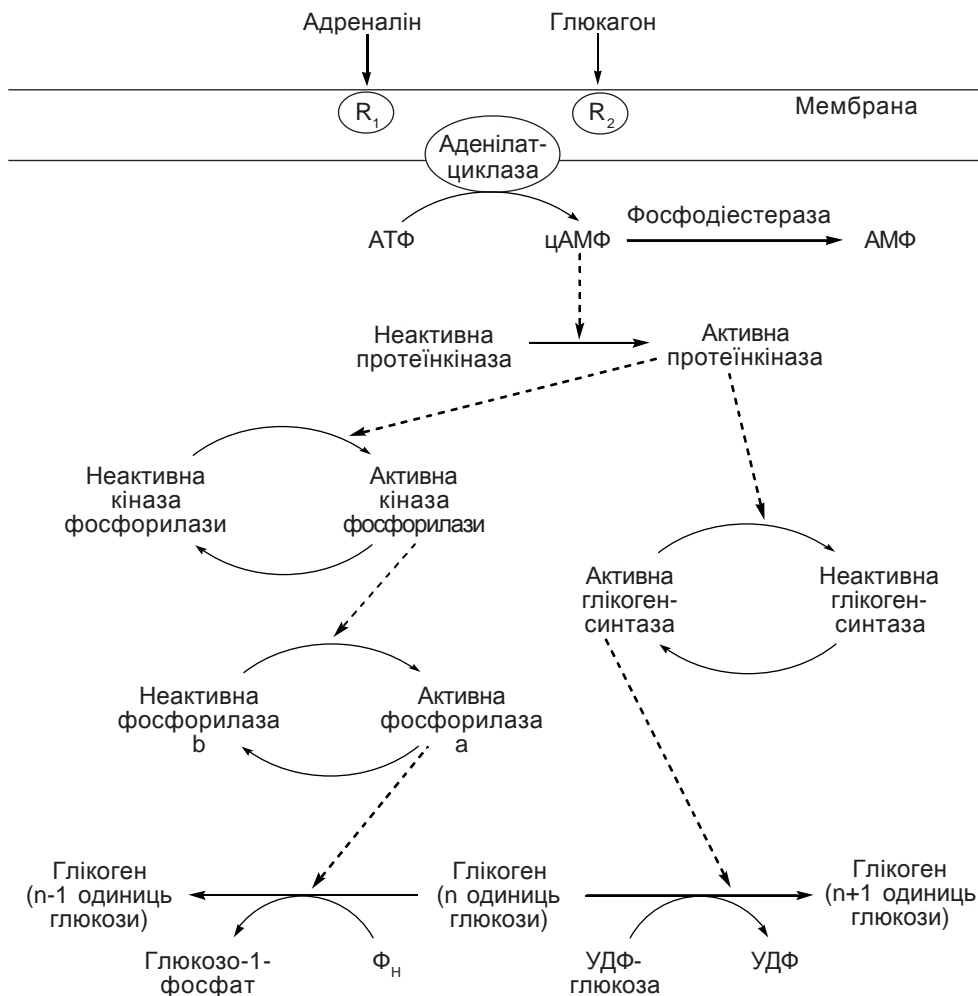 Адреналін
Глюкагон
R1
R2
Мембрана
Аденілат-
циклаза
АТФ
цАМФ
Фосфодіестераза
АМФ
Неактивна
протеїнкіназа
Активна
протеїнкіназа
Неактивна
кіназа
фосфорилази
Активна
кіназа
фосфорилази
Активна
глікоген-
синтаза
Неактивна
глікоген-
синтаза
Неактивна
фосфорилаза
b
Активна
фосфорилаза
a
Глікоген
(n-1 одиниць
глюкози)
Глікоген
(n одиниць
глюкози)
Глікоген
(n+1 одиниць
глюкози)
Глюкозо-1-
фосфат
ФН
УДФ-
глюкоза
УДФ